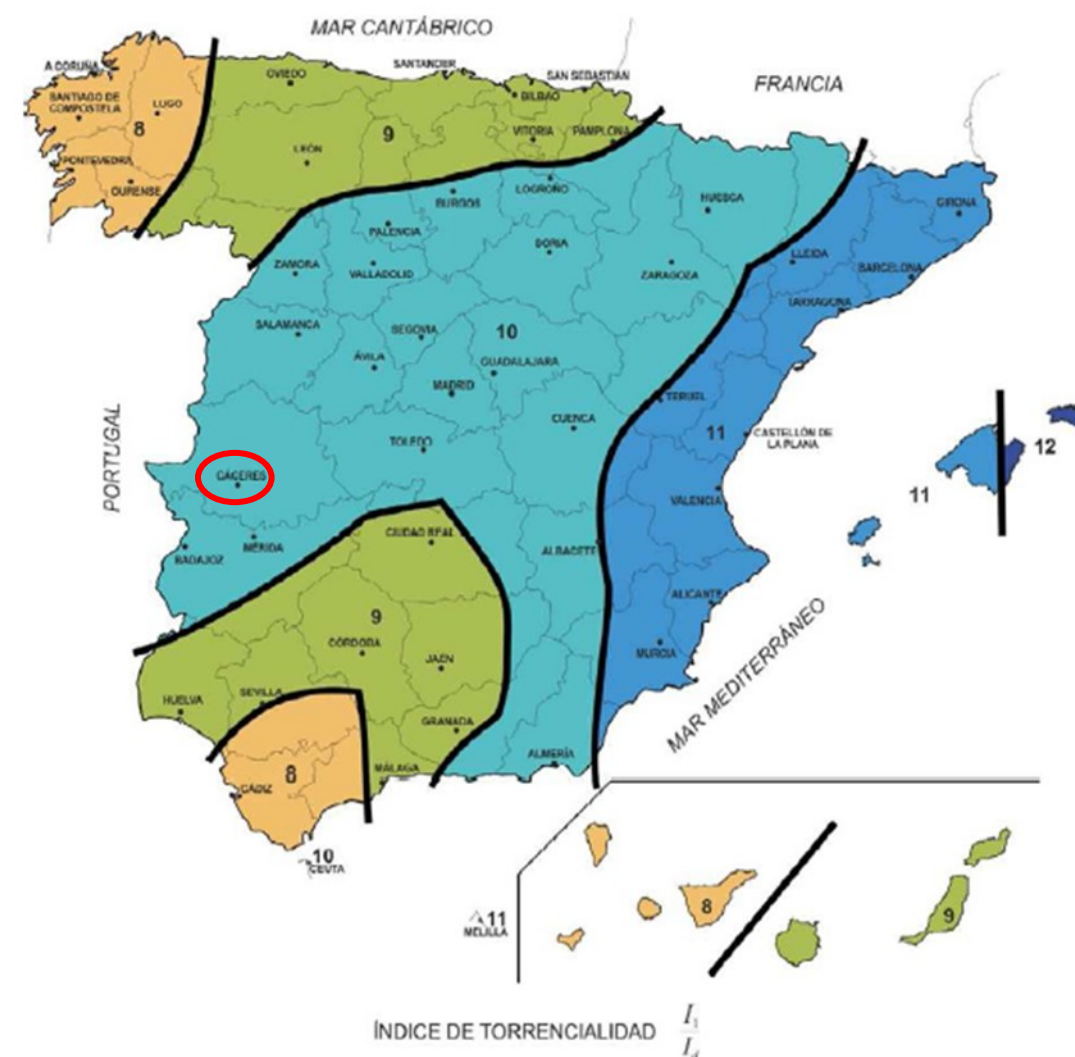 MAR CANTÁBRICO
A CORUÑA
OVIEDO
SANTANDER
SAN SEBASTIÁN
FRANCIA
BILBAO
SANTIAGO DE
COMPOSTELA
LUGO
8
9
VITORIA
PAMPLONA
LEÓN
PONTEVEDRA
OURENSE
LOGROÑO
BURGOS
HUESCA
GIRONA
PALENCIA
SORIA
LLEIDA
ZAMORA
VALLADOLID
ZARAGOZA
BARCELONA
TARRAGONA
SALAMANCA
SEGOVIA
10
ÁVILA
GUADALAJARA
MADRID
TERUEL
CUENCA
11
CASTELLÓN DE
LA PLANA
12
PORTUGAL
TOLEDO
CÁCERES
VALENCIA
11
CIUDAD REAL
MÉRIDA
BADAJOZ
ALBACETE
ALICANTE
9
CÓRDOBA
JAÉN
MURCIA
MAR MEDITERRÁNEO
HUELVA
SEVILLA
GRANADA
ALMERÍA
MÁLAGA
8
CÁDIZ
10
CEUTA
11
MELILLA
8
9
ÍNDICE DE TORRENCIALIDAD I₁
I_d